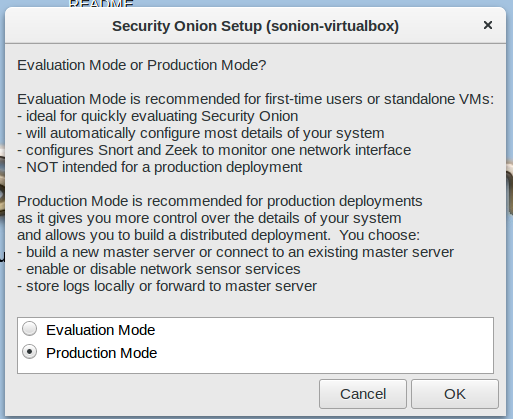 README
Security Onion Setup (sonion-virtualbox)
Evaluation Mode or Production Mode?
Evaluation Mode is recommended for first-time users or standalone VMs:
- ideal for quickly evaluating Security Onion
- will automatically configure most details of your system
- configures Snort and Zeek to monitor one network interface
- NOT intended for a production deployment
Production Mode is recommended for production deployments
as it gives you more control over the details of your system
and allows you to build a distributed deployment.  You choose:
- build a new master server or connect to an existing master server
- enable or disable network sensor services
- store logs locally or forward to master server
Evaluation Mode
Production Mode
Cancel OK